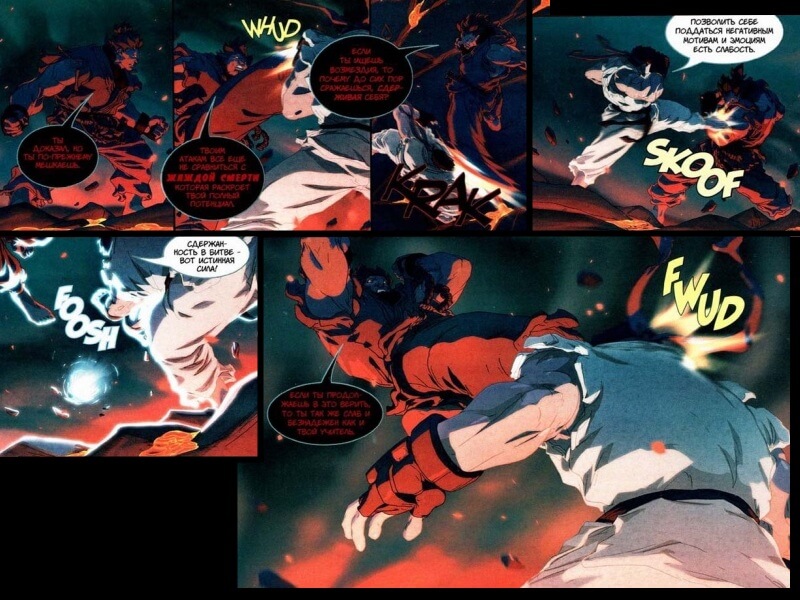 ТЫ
ДОКАЗАЛ, НО
ТЫ ПО-ПРЕЖНЕМУ
МЕШКАЕШЬ.
WHUD
ТВОИМ
АТАКАМ ВСЕ ЕЩЕ
НЕ СРАВНИТЬСЯ С
ЖАЖДОЙ СМЕРТИ
КОТОРАЯ РАСКРОЕТ
ТВОЙ ПОЛНЫЙ
ПОТЕНЦИАЛ.
ЕСЛИ
ТЫ ИЩЕШЬ
ВОЗМЕЗДИЯ, ТО
ПОЧЕМУ ДО СИХ ПОР
СРАЖАЕШЬСЯ, СДЕР-
ЖИВАЯ СЕБЯ?
KRAK
ПОЗВОЛИТЬ СЕБЕ
ПОДДАТЬСЯ НЕГАТИВНЫМ
МОТИВАМ И ЭМОЦИЯМ
ЕСТЬ СЛАБОСТЬ.
SKOOF
СДЕРЖАН-
НОСТЬ В БИТВЕ -
ВОТ ИСТИННАЯ
СИЛА!
FOOSH
ЕСЛИ ТЫ ПРОДОЛ-
ЖАЕШЬ В ЭТО ВЕРИТЬ,
ТО ТЫ ТАК ЖЕ СЛАБ И
БЕЗНАДЕЖЕН КАК И
ТВОЙ УЧИТЕЛЬ.
FWUD